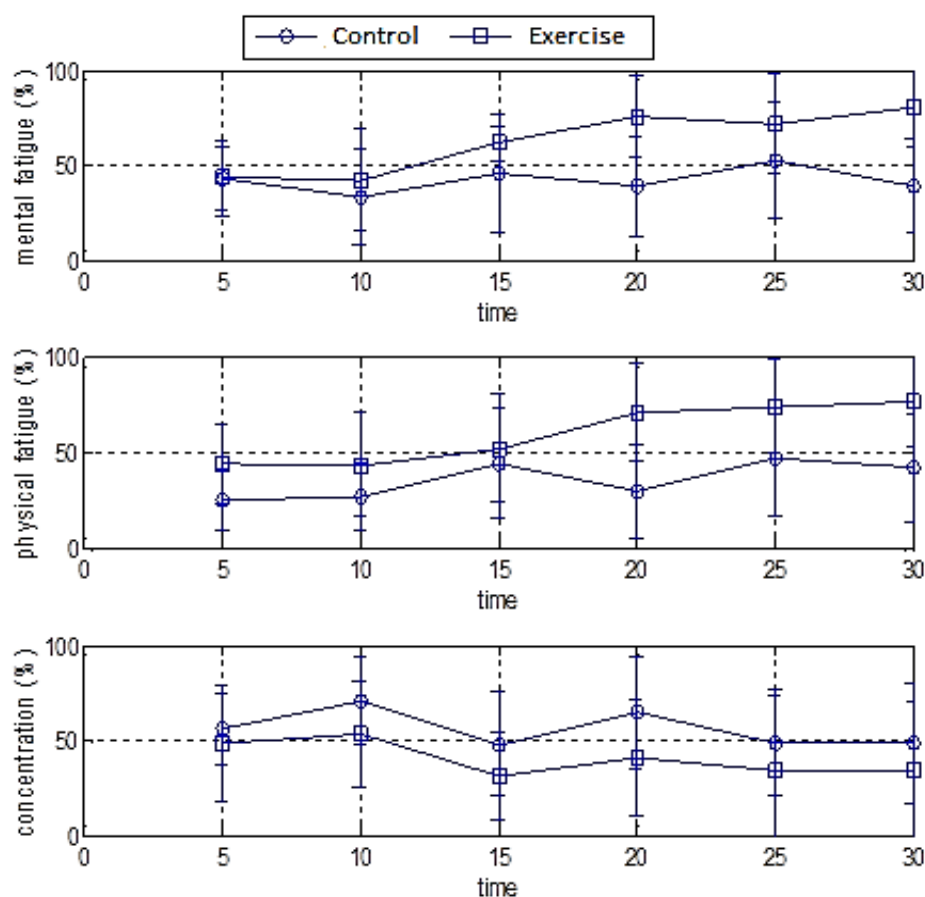 Control Exercise
mental fatigue (%)
100
50
0
0 5 10 15 20 25 30
time
physical fatigue (%)
100
50
0
0 5 10 15 20 25 30
time
concentration (%)
100
50
0
0 5 10 15 20 25 30
time